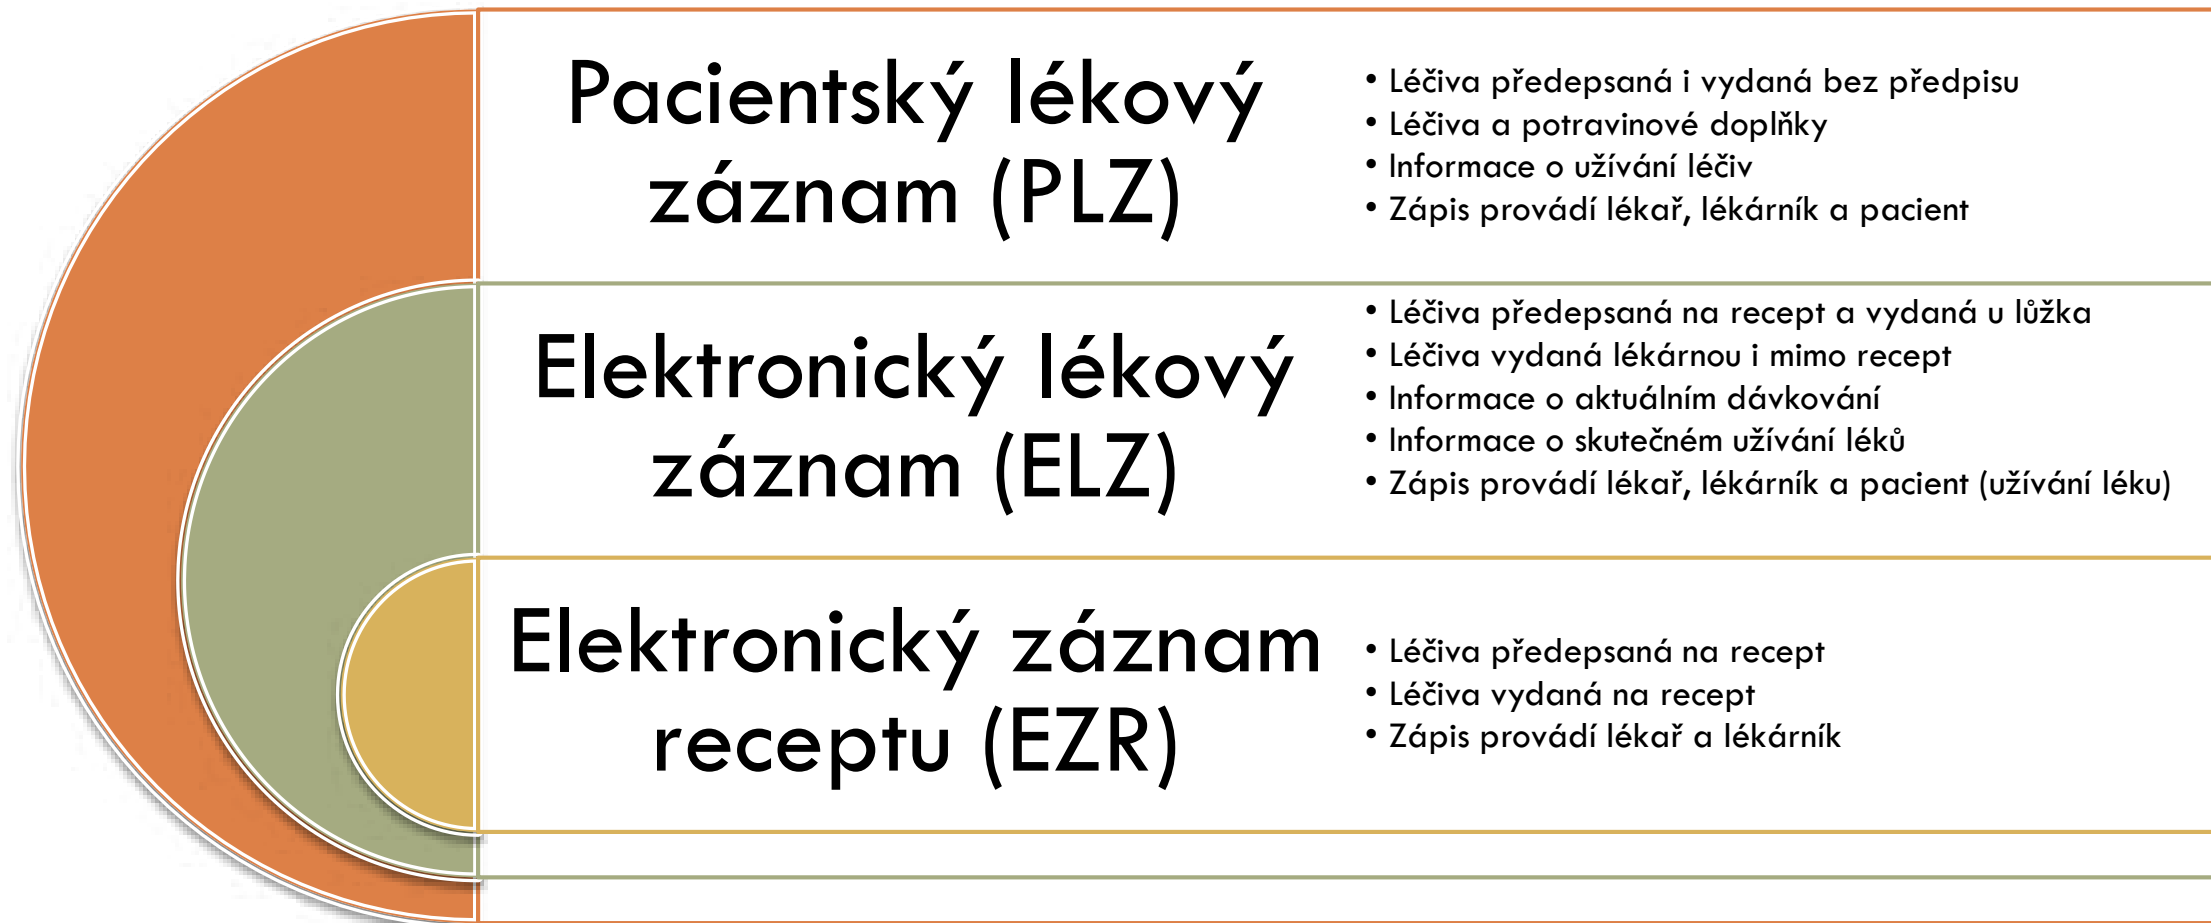 Pacientský lékový
záznam (PLZ)
• Léčiva předepsaná i vydaná bez předpisu
• Léčiva a potravinové doplňky
• Informace o užívání léčiv
• Zápis provádí lékař, lékárník a pacient
Elektronický lékový
záznam (ELZ)
• Léčiva předepsaná na recept a vydaná u lůžka
• Léčiva vydaná lékárnou i mimo recept
• Informace o aktuálním dávkování
• Informace o skutečném užívání léků
• Zápis provádí lékař, lékárník a pacient (užívání léku)
Elektronický záznam
receptu (EZR)
• Léčiva předepsaná na recept
• Léčiva vydaná na recept
• Zápis provádí lékař a lékárník